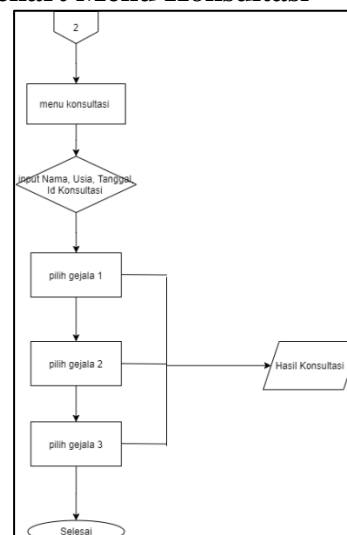 2
menu konsultasi
input Nama, Usia, Tanggal,
Id Konsultasi
pilih gejala 1
pilih gejala 2
Hasil Konsultasi
pilih gejala 3
Selesai